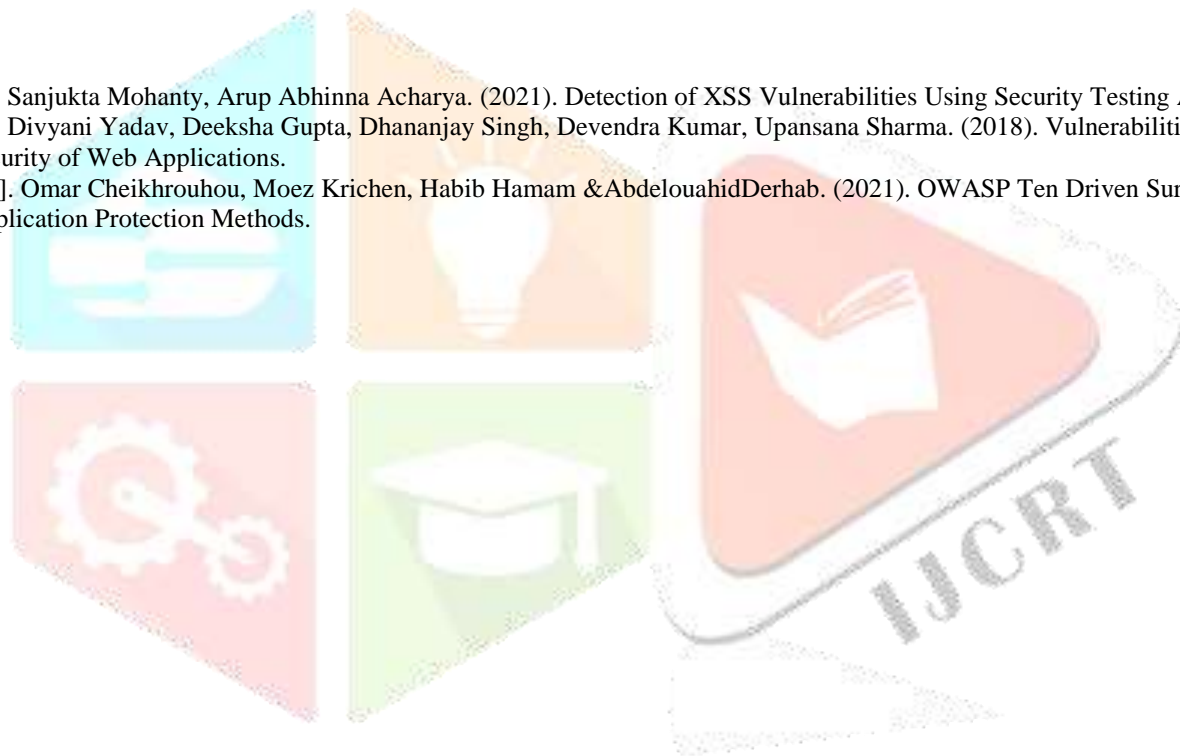 Sanjukta Mohanty, Arup Abhinna Acharya. (2021). Detection of XSS Vulnerabilities Using Security Testing A
Divyani Yadav, Deeksha Gupta, Dhananjay Singh, Devendra Kumar, Upansana Sharma. (2018). Vulnerabiliti
urity of Web Applications.
]. Omar Cheikhrouhou, Moez Krichen, Habib Hamam &AbdelouahidDerhab. (2021). OWASP Ten Driven Sur
plication Protection Methods.
IJCRT